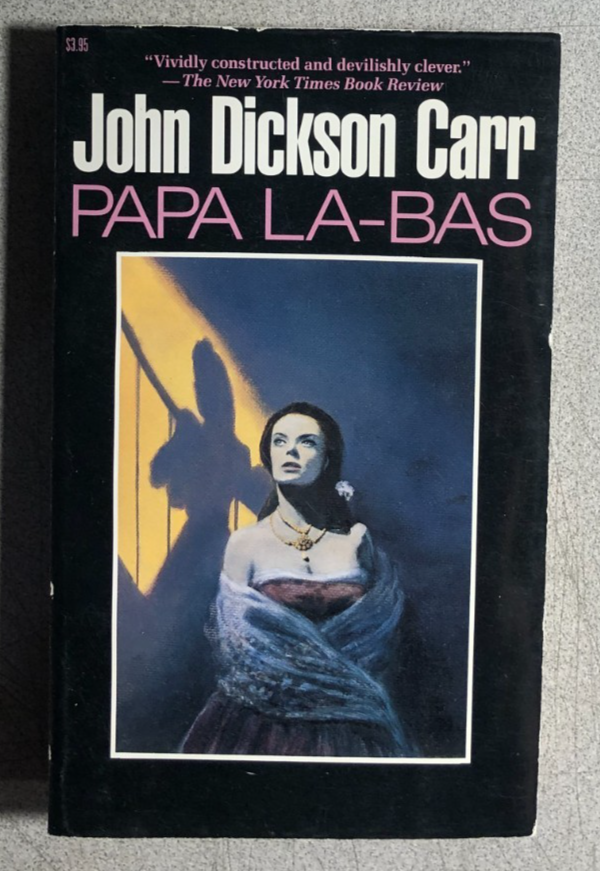 $3.95
“Vividly constructed and devilishly clever.”
—The New York Times Book Review
John Dickson Carr
PAPA LA-BAS